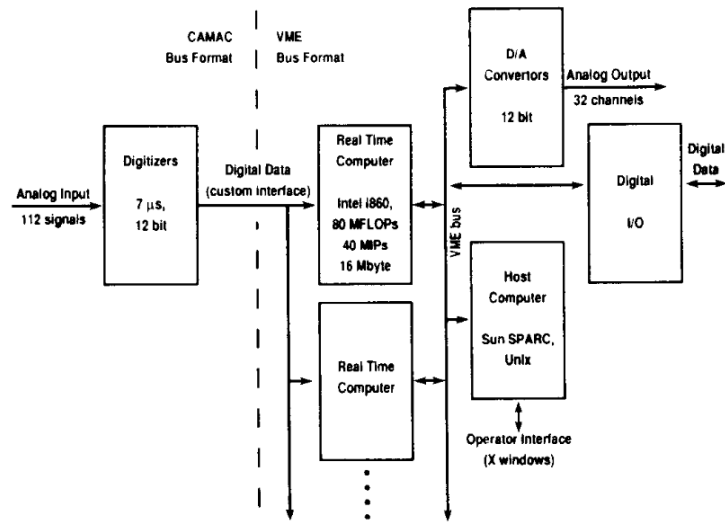 CAMAC
Bus Format
VME
Bus Format
D/A
Convertors
12 bit
Analog Output
32 channels
Digitizers
7 µs,
12 bit
Analog Input
112 signals
Digital Data
(custom interface)
Real Time
Computer
Intel i860,
80 MFLOPs
40 MIPs
16 Mbyte
VME bus
Digital
I/O
Digital
Data
Host
Computer
Sun SPARC,
Unix
Real Time
Computer
Operator Interface
(X windows)